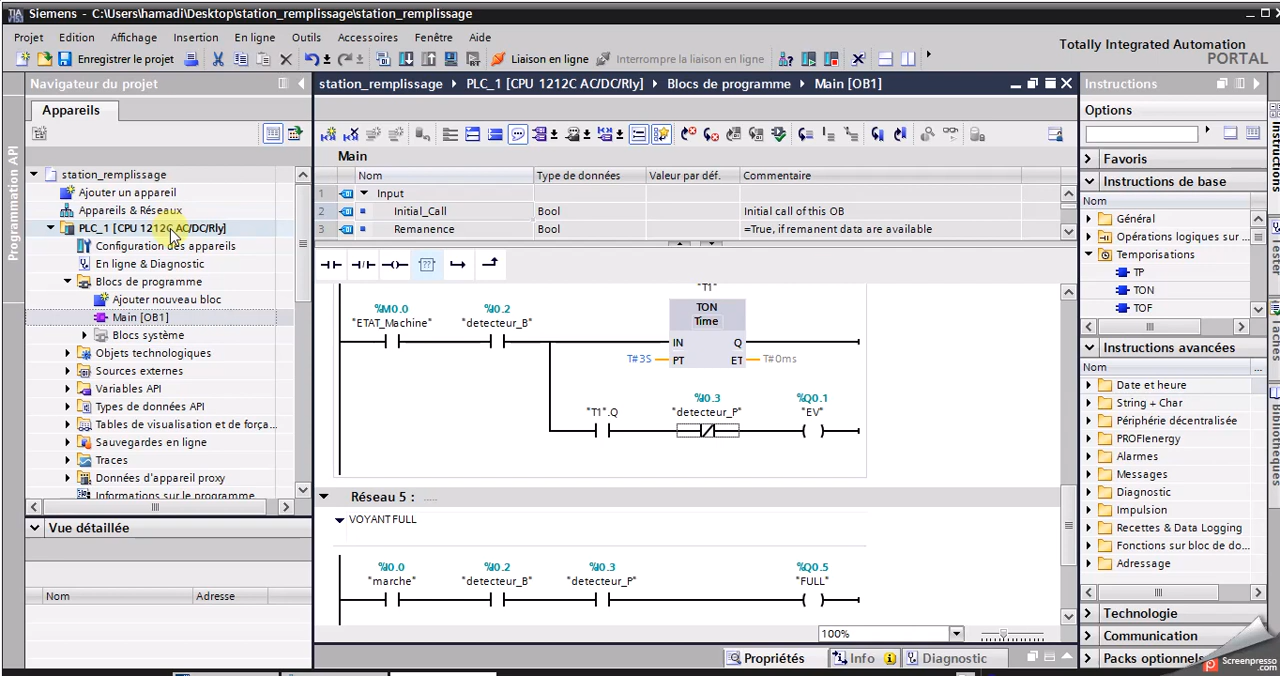 Siemens - C:\Users\hamadi\Desktop\station_remplissage\station_remplissage
Projet Edition Affichage Insertion En ligne Outils Accessoires Fenêtre Aide
Totally Integrated Automation
PORTAL
Enregistrer le projet
Liaison en ligne
Interrompre la liaison en ligne
Navigateur du projet
Appareils
Programmation API
station_remplissage
Ajouter un appareil
Appareils & Réseaux
PLC_1 [CPU 1212C AC/DC/Rly]
Configuration des appareils
En ligne & Diagnostic
Blocs de programme
Ajouter nouveau bloc
Main [OB1]
Blocs système
Objets technologiques
Sources externes
Variables API
Types de données API
Tables de visualisation et de força...
Sauvegardes en ligne
Traces
Données d'appareil proxy
Informations sur le programme
Vue détaillée
Nom Adresse
station_remplissage PLC_1 [CPU 1212C AC/DC/Rly] Blocs de programme Main [OB1]
Main
Nom Type de données Valeur par déf. Commentaire
1 Input
2 Initial_Call Bool Initial call of this OB
3 Remanence Bool =True, if remanent data are available
??
"T1"
%M0.0 %I0.2 TON
"ETAT_Machine" "detecteur_B" Time
IN Q
T#3S PT ET T#0ms
%I0.3 %Q0.1
"T1".Q "detecteur_P" "EV"
Réseau 5 : .....
VOYANT FULL
%I0.0 %I0.2 %I0.3 %Q0.5
"marche" "detecteur_B" "detecteur_P" "FULL"
100%
Propriétés Info Diagnostic
Instructions
Options
Favoris
Instructions de base
Nom
Général
Opérations logiques sur ...
Temporisations
TP
TON
TOF
Instructions avancées
Nom ...
Date et heure
String + Char
Périphérie décentralisée
PROFIenergy
Alarmes
Messages
Diagnostic
Impulsion
Recettes & Data Logging
Fonctions sur bloc de do...
Adressage
Technologie
Communication
Packs optionnels
Instructions
Tester
Tâches
Bibliothèques
Screenpresso
.com